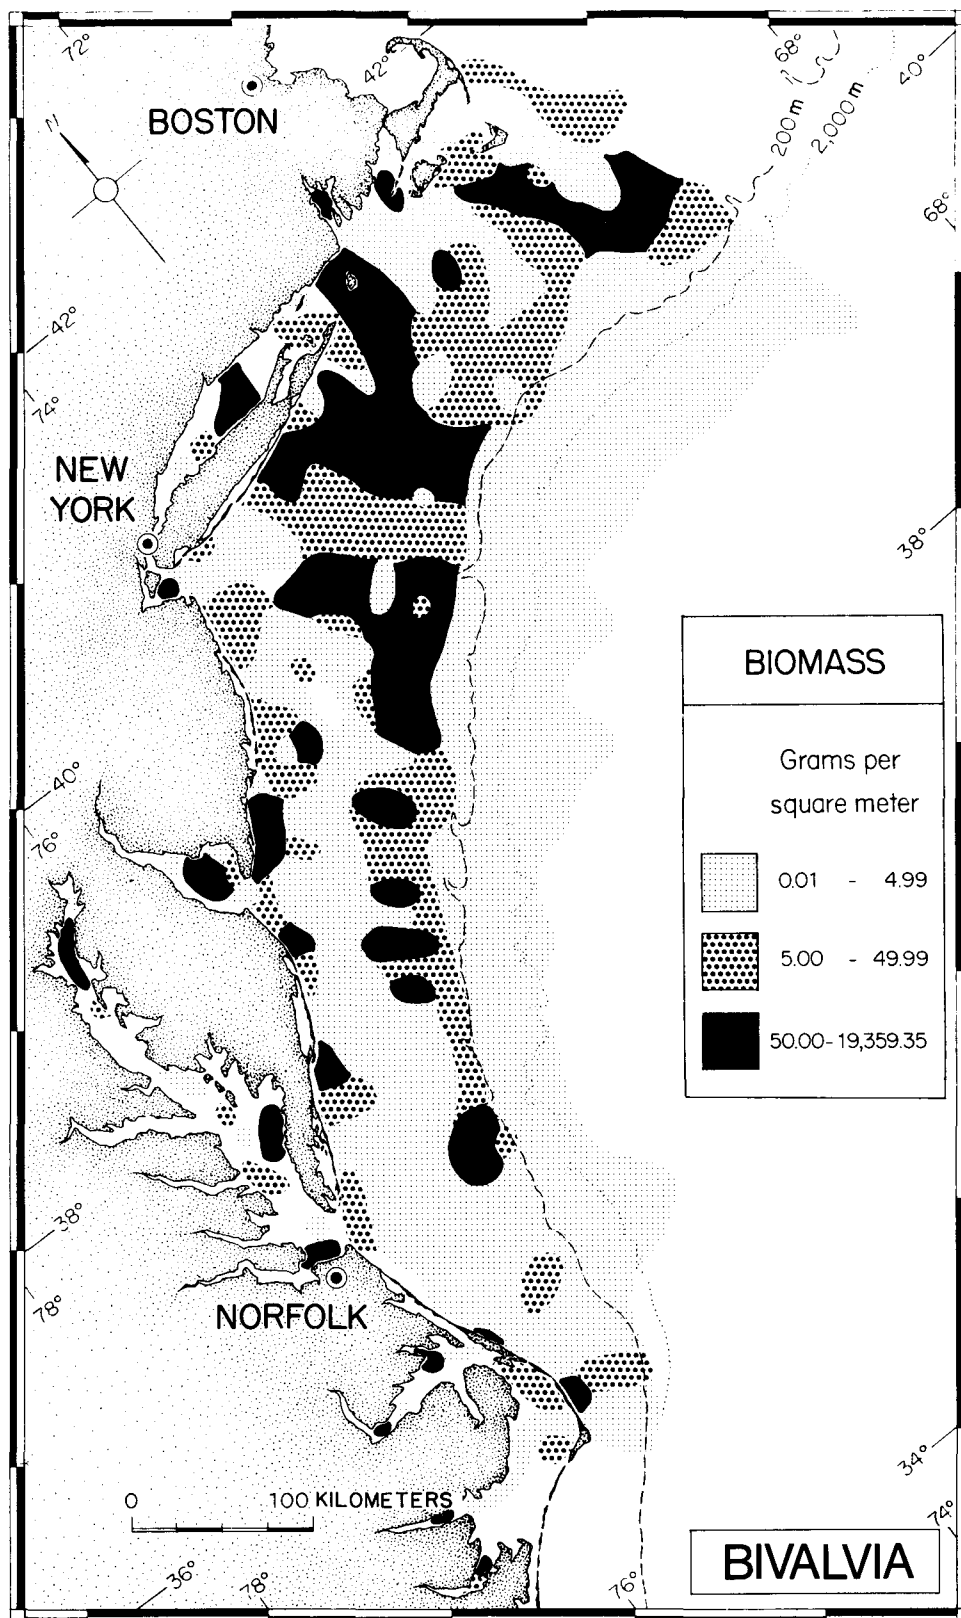 72°
42°
68°
40°
BOSTON
N
200 m
2,000 m
68°
42°
74°
NEW
YORK
38°
BIOMASS
Grams per
square meter
0.01 - 4.99
5.00 - 49.99
50.00 - 19,359.35
40°
76°
38°
78°
NORFOLK
34°
74°
0 100 KILOMETERS
36°
78°
76°
BIVALVIA